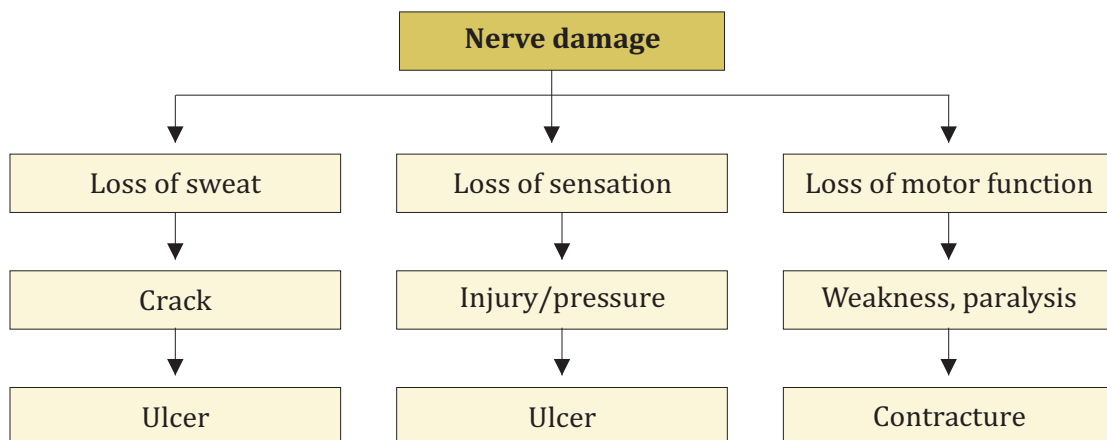 Nerve damage
Loss of sweat
Loss of sensation
Loss of motor function
Crack
Injury/pressure
Weakness, paralysis
Ulcer
Ulcer
Contracture